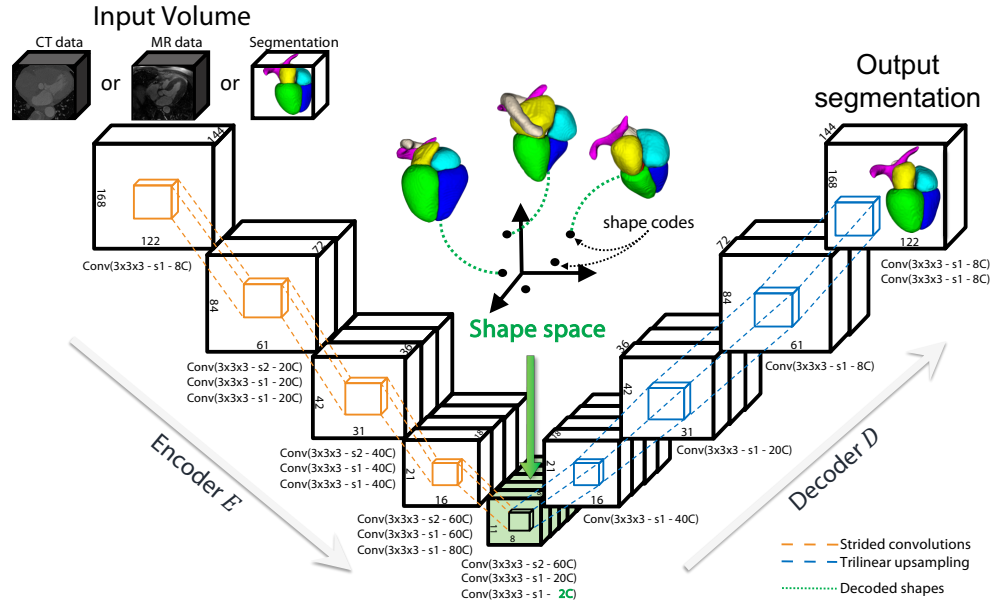 Input Volume
CT data
MR data
Segmentation
or
or
144
168
122
Conv(3x3x3 - s1 - 8C)
72
84
61
Conv(3x3x3 - s2 - 20C)
Conv(3x3x3 - s1 - 20C)
Conv(3x3x3 - s1 - 20C)
36
42
31
Conv(3x3x3 - s2 - 40C)
Conv(3x3x3 - s1 - 40C)
Conv(3x3x3 - s1 - 40C)
18
21
16
Conv(3x3x3 - s2 - 60C)
Conv(3x3x3 - s1 - 60C)
Conv(3x3x3 - s1 - 80C)
11
8
Conv(3x3x3 - s2 - 60C)
Conv(3x3x3 - s1 - 20C)
Conv(3x3x3 - s1 - 2C)
Encoder E
shape codes
Shape space
18
21
16
Conv(3x3x3 - s1 - 40C)
36
42
31
Conv(3x3x3 - s1 - 20C)
72
84
61
Conv(3x3x3 - s1 - 8C)
Output
segmentation
144
168
122
Conv(3x3x3 - s1 - 8C)
Conv(3x3x3 - s1 - 8C)
Decoder D
Strided convolutions
Trilinear upsampling
Decoded shapes